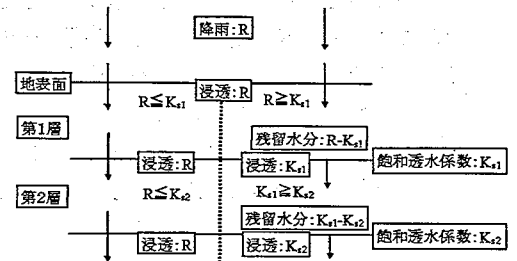 降雨:R
地表面
浸透:R
R≦Ks1
R≧Ks1
第1層
残留水分:R-Ks1
浸透:R
浸透:Ks1
飽和透水係数:Ks1
第2層
R≦Ks2
Ks1≧Ks2
残留水分:Ks1-Ks2
浸透:R
浸透:Ks2
飽和透水係数:Ks2